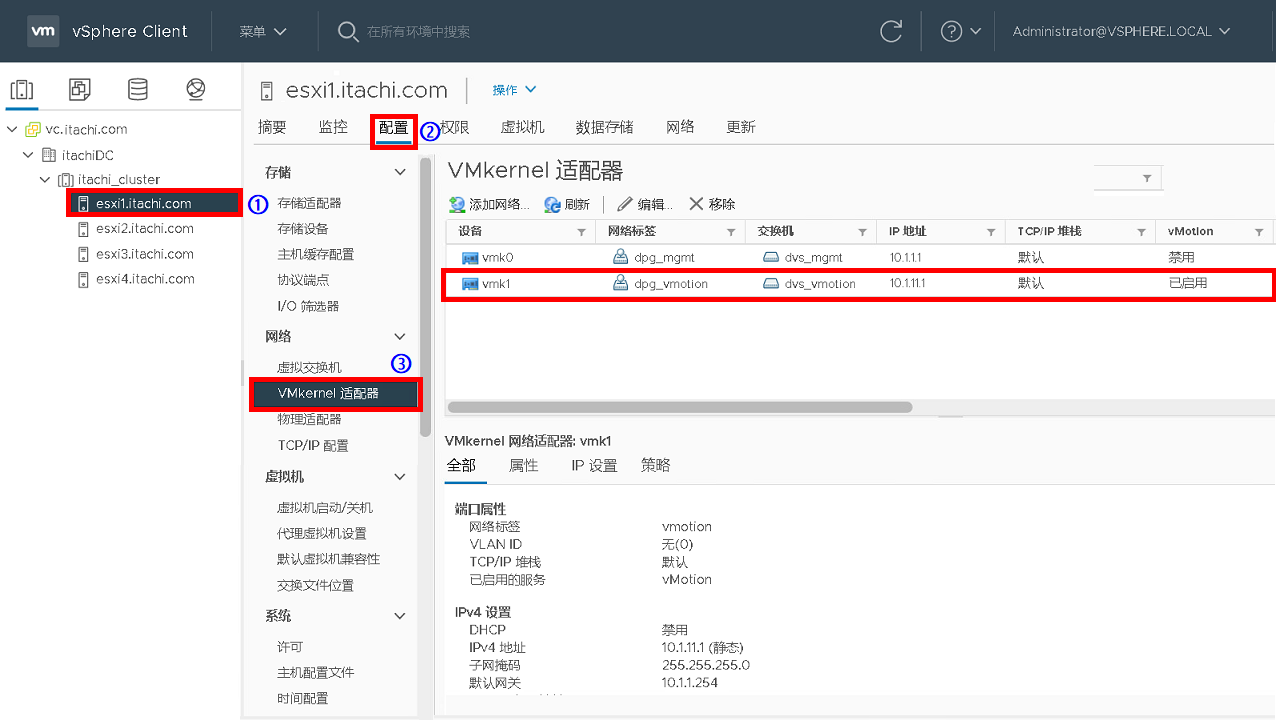 vm vSphere Client 菜单 在所有环境中搜索 Administrator@VSPHERE.LOCAL
vc.itachi.com
itachiDC
itachi_cluster
esxi1.itachi.com ①
esxi2.itachi.com
esxi3.itachi.com
esxi4.itachi.com
esxi1.itachi.com 操作
摘要 监控 配置 ② 权限 虚拟机 数据存储 网络 更新
存储
存储适配器
存储设备
主机缓存配置
协议端点
I/O 筛选器
网络
虚拟交换机 ③
VMkernel 适配器
物理适配器
TCP/IP 配置
虚拟机
虚拟机启动/关机
代理虚拟机设置
默认虚拟机兼容性
交换文件位置
系统
许可
主机配置文件
时间配置
VMkernel 适配器
添加网络... 刷新 编辑... 移除
设备 网络标签 交换机 IP 地址 TCP/IP 堆栈 vMotion
vmk0 dpg_mgmt dvs_mgmt 10.1.1.1 默认 禁用
vmk1 dpg_vmotion dvs_vmotion 10.1.11.1 默认 已启用
VMkernel 网络适配器: vmk1
全部 属性 IP 设置 策略
端口属性
网络标签 vmotion
VLAN ID 无(0)
TCP/IP 堆栈 默认
已启用的服务 vMotion
IPv4 设置
DHCP 禁用
IPv4 地址 10.1.11.1 (静态)
子网掩码 255.255.255.0
默认网关 10.1.1.254